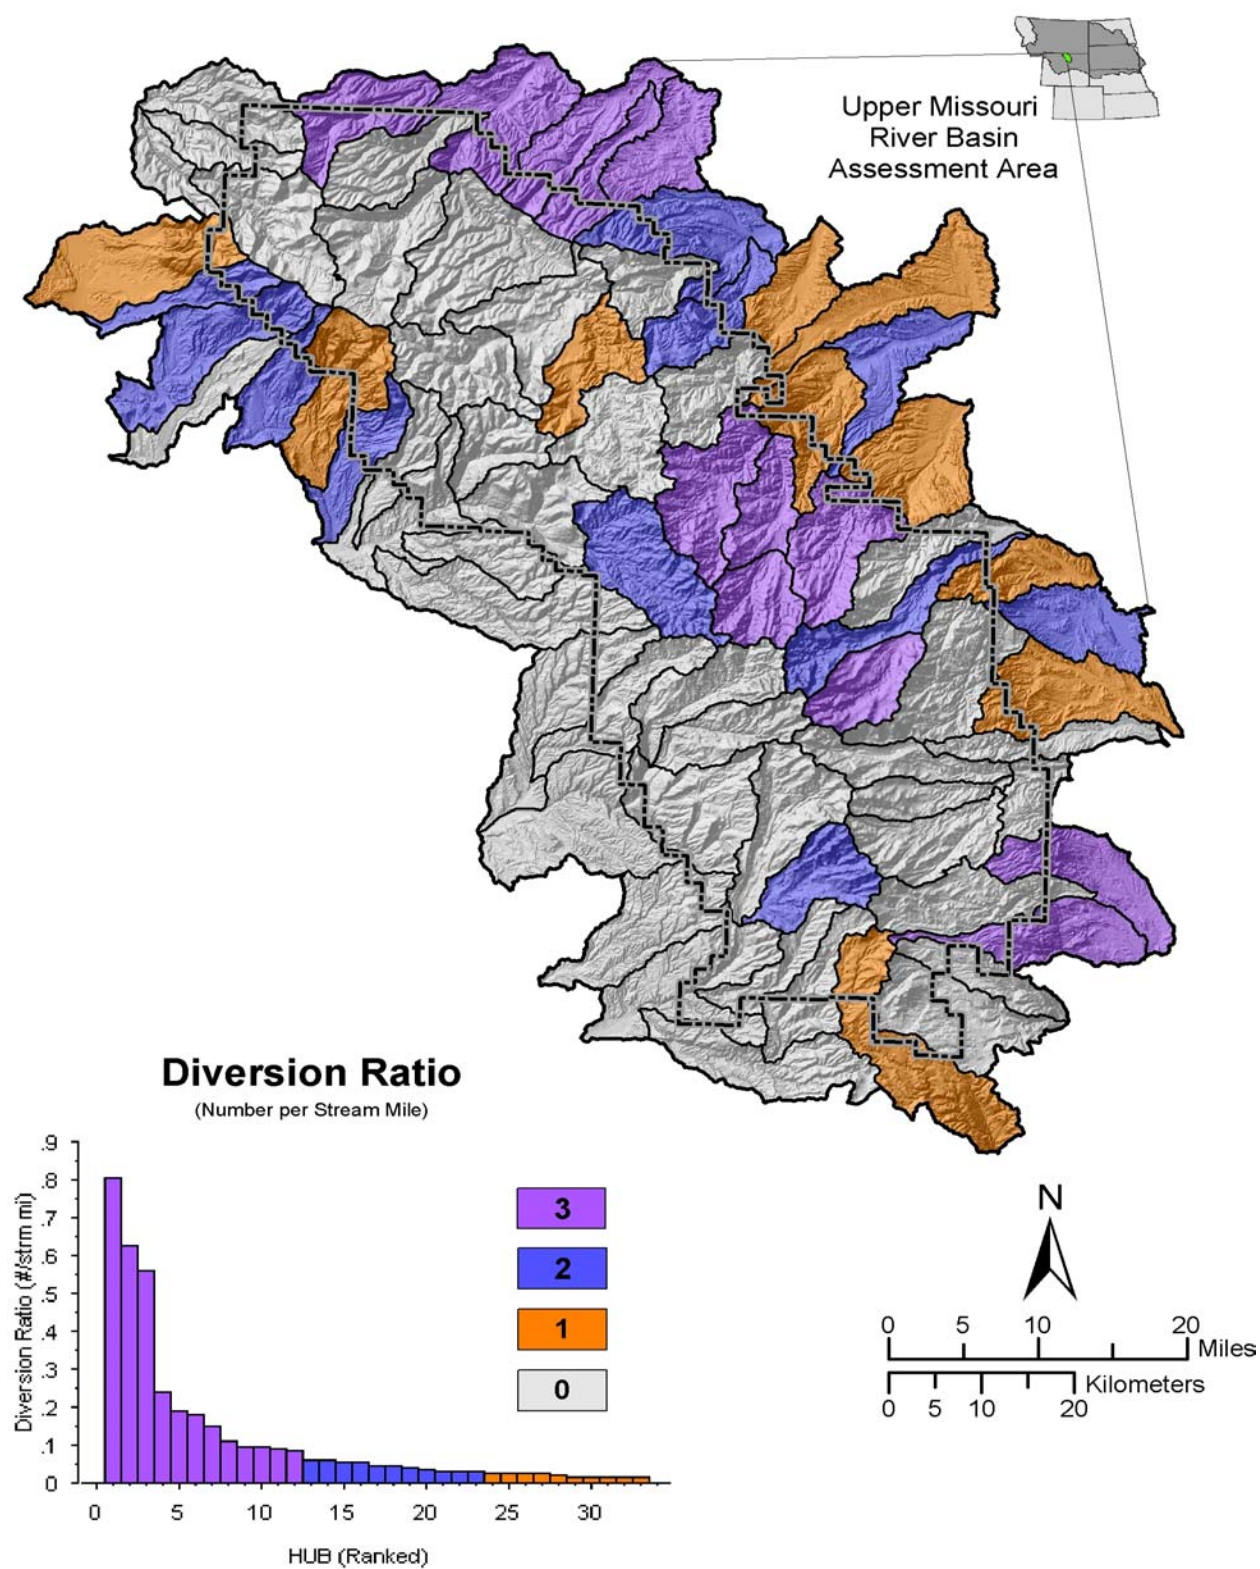 Upper Missouri
River Basin
Assessment Area
Diversion Ratio
(Number per Stream Mile)
Diversion Ratio (#/strm mi)
.9
.8
.7
.6
.5
.4
.3
.2
.1
0
0 5 10 15 20 25 30
HUB (Ranked)
3
2
1
0
N
0 5 10 20
Miles
Kilometers
0 5 10 20